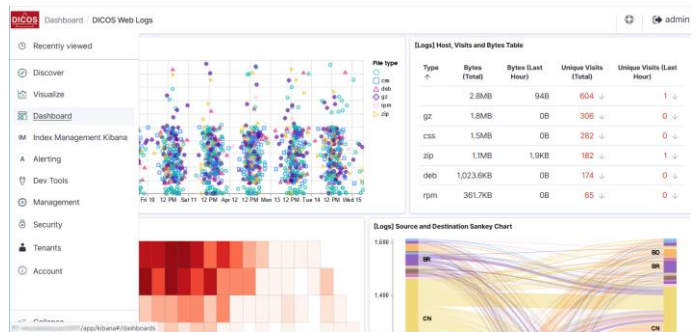 DICOS Dashboard / DICOS Web Logs admin
Recently viewed
Discover
Visualize
Dashboard
IM Index Management Kibana
A Alerting
Dev Tools
Management
Security
Tenants
Account
/app/kibana#/dashboards
File type
css
deb
gz
rpm
zip
Fri 10 12 PM Sat 11 12 PM Apr 12 12 PM Mon 13 12 PM Tue 14 12 PM Wed 15
[Logs] Host, Visits and Bytes Table
Type Bytes (Total) Bytes (Last Hour) Unique Visits (Total) Unique Visits (Last Hour)
2.8MB 94B 604 1
gz 1.8MB 0B 306 0
css 1.5MB 0B 282 0
zip 1.1MB 1.9KB 182 1
deb 1,023.6KB 0B 174 0
rpm 361.7KB 0B 65 0
[Logs] Source and Destination Sankey Chart
1,600
BR BD
BR
1,400
CN
CN